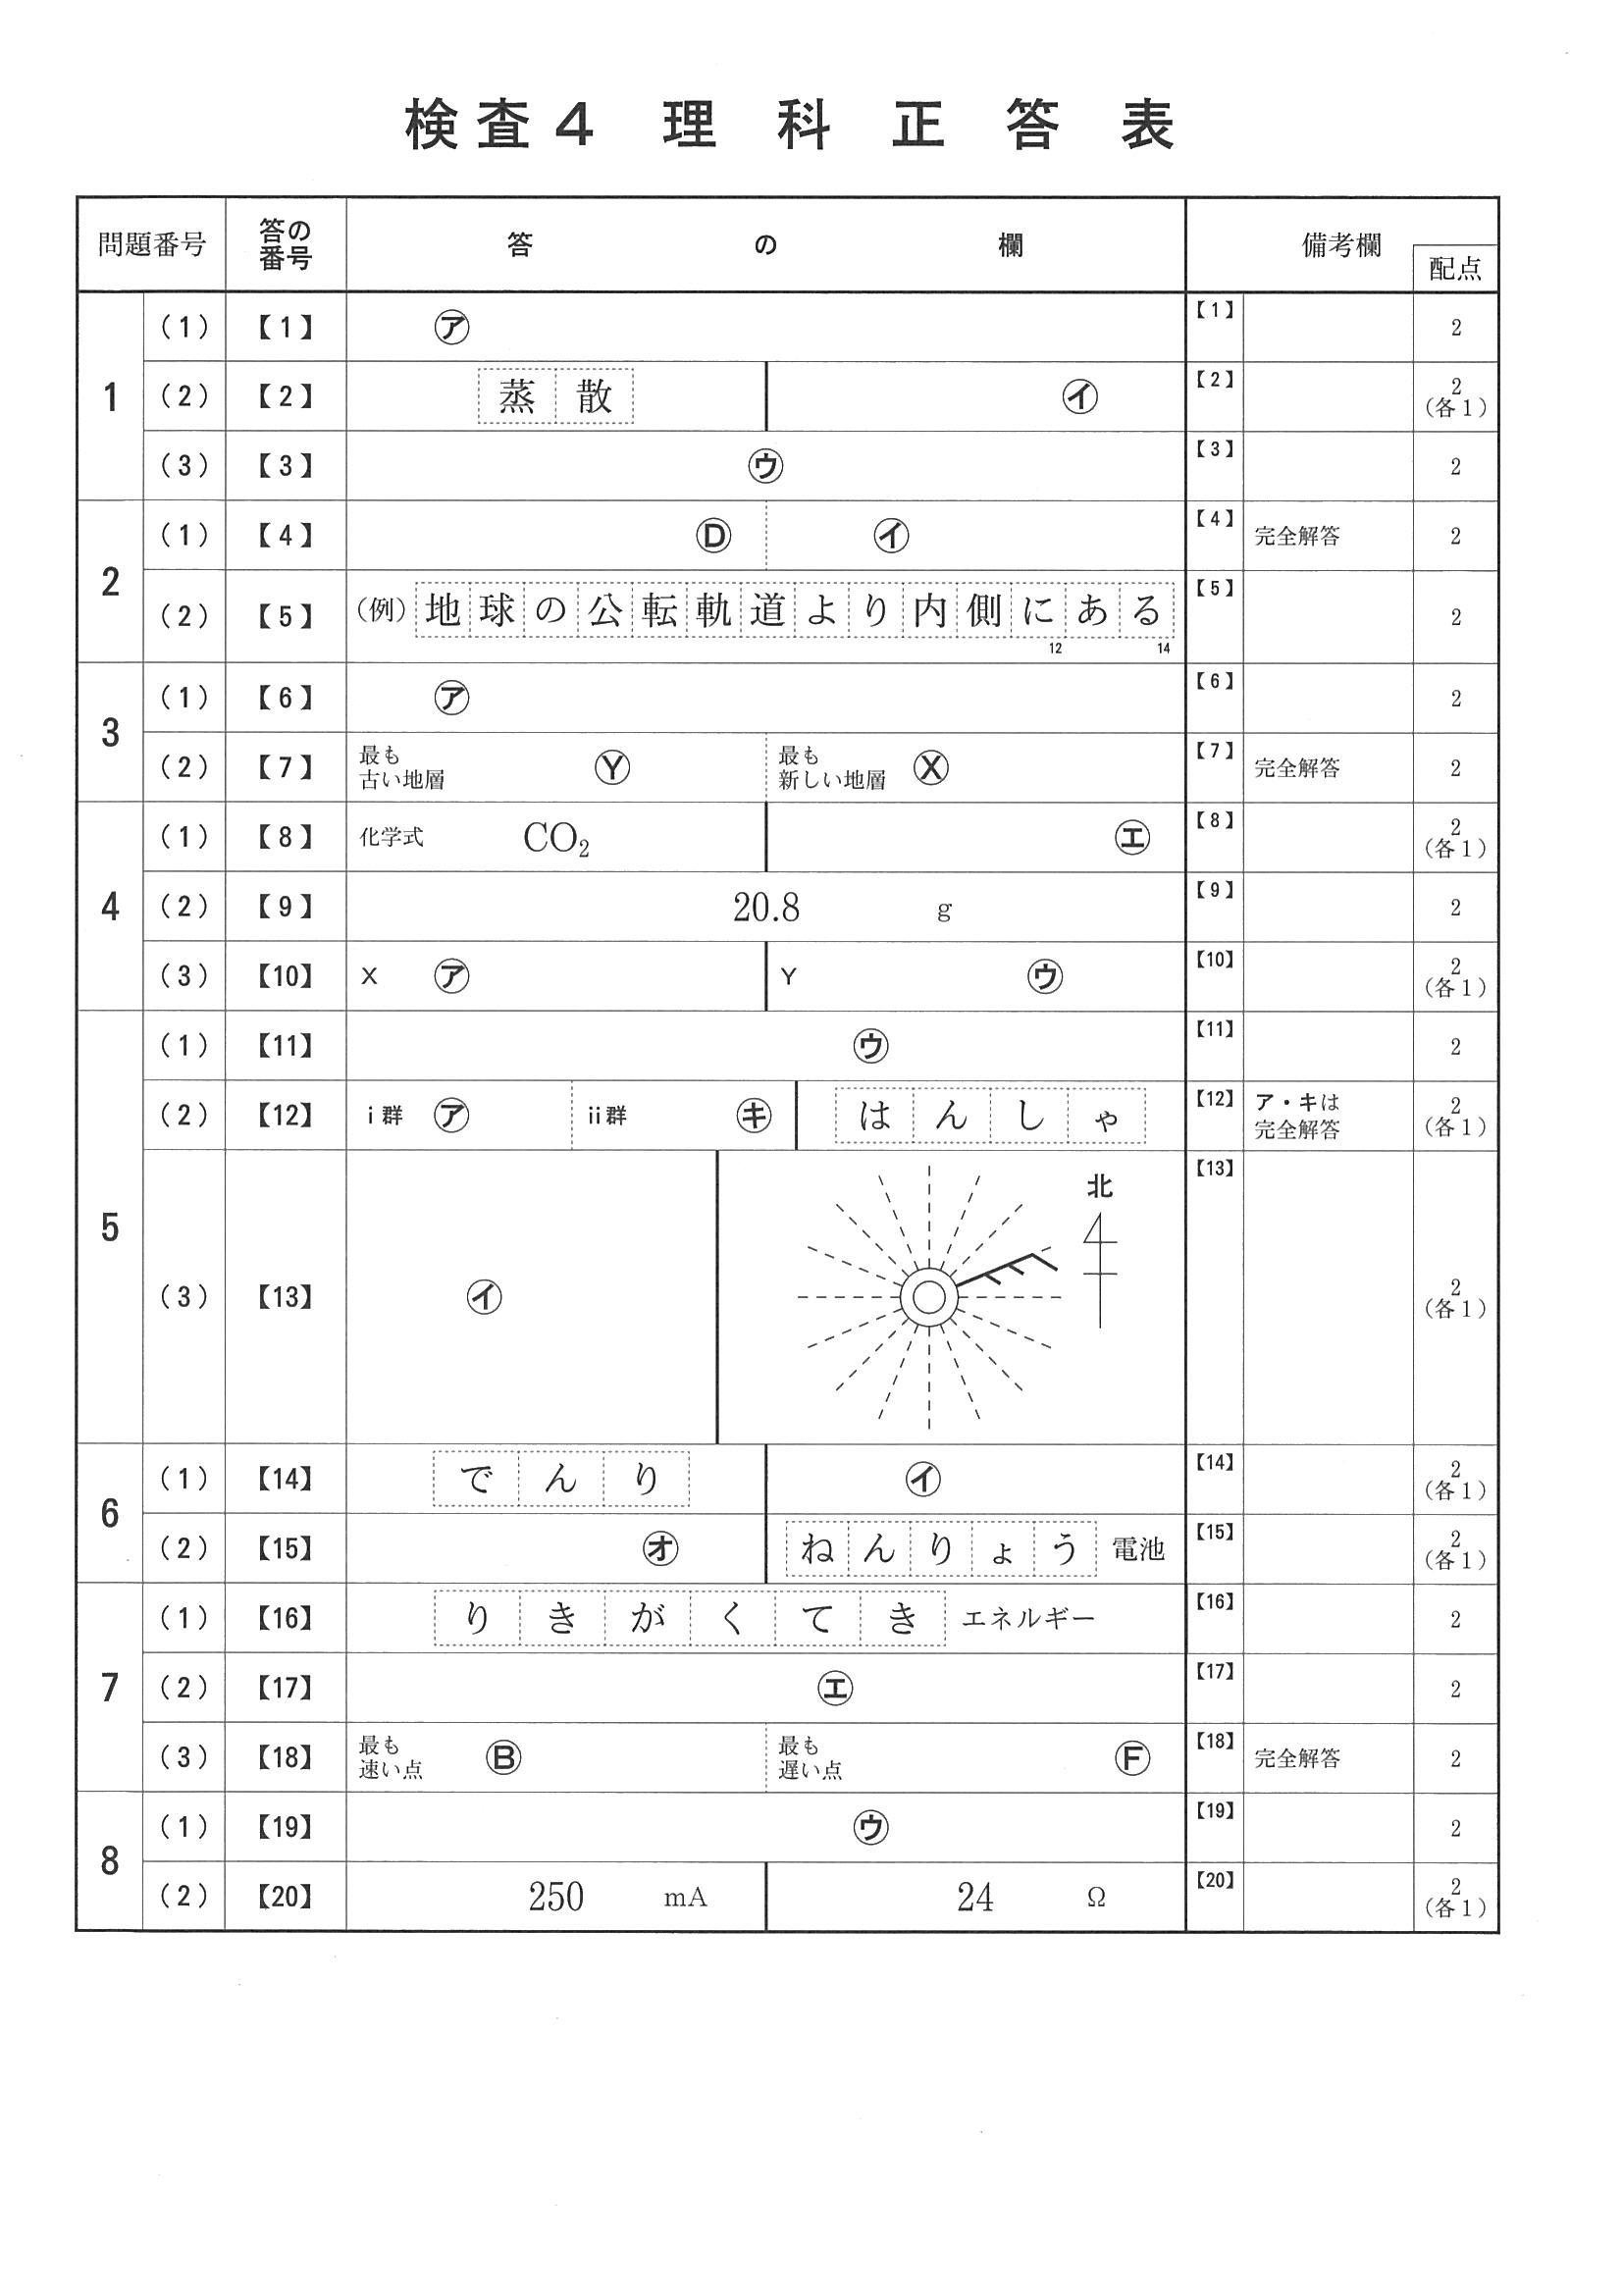 検査４ 理科正答表
問題番号 答の番号 答の欄 備考欄 配点
1 (1) 【1】 ㋐ 【1】 2
(2) 【2】 蒸散 ㋑ 【2】 2（各１）
(3) 【3】 ㋒ 【3】 2
2 (1) 【4】 Ⓓ ㋑ 【4】 完全解答 2
(2) 【5】 （例）地球の公転軌道より内側にある 【5】 2
12 14
3 (1) 【6】 ㋐ 【6】 2
(2) 【7】 最も古い地層 Ⓨ 最も新しい地層 Ⓧ 【7】 完全解答 2
4 (1) 【8】 化学式 CO₂ ㋓ 【8】 2（各１）
(2) 【9】 20.8 g 【9】 2
(3) 【10】 X ㋐ Y ㋒ 【10】 2（各１）
5 (1) 【11】 ㋒ 【11】 2
(2) 【12】 ⅰ群 ㋐ ⅱ群 ㋖ はんしゃ 【12】 ア・キは完全解答 2（各１）
(3) 【13】 ㋑ 北 【13】 2（各１）
6 (1) 【14】 でんり ㋑ 【14】 2（各１）
(2) 【15】 ㋔ ねんりょう 電池 【15】 2（各１）
7 (1) 【16】 りきがくてき エネルギー 【16】 2
(2) 【17】 ㋓ 【17】 2
(3) 【18】 最も速い点 Ⓑ 最も遅い点 Ⓕ 【18】 完全解答 2
8 (1) 【19】 ㋒ 【19】 2
(2) 【20】 250 mA 24 Ω 【20】 2（各１）